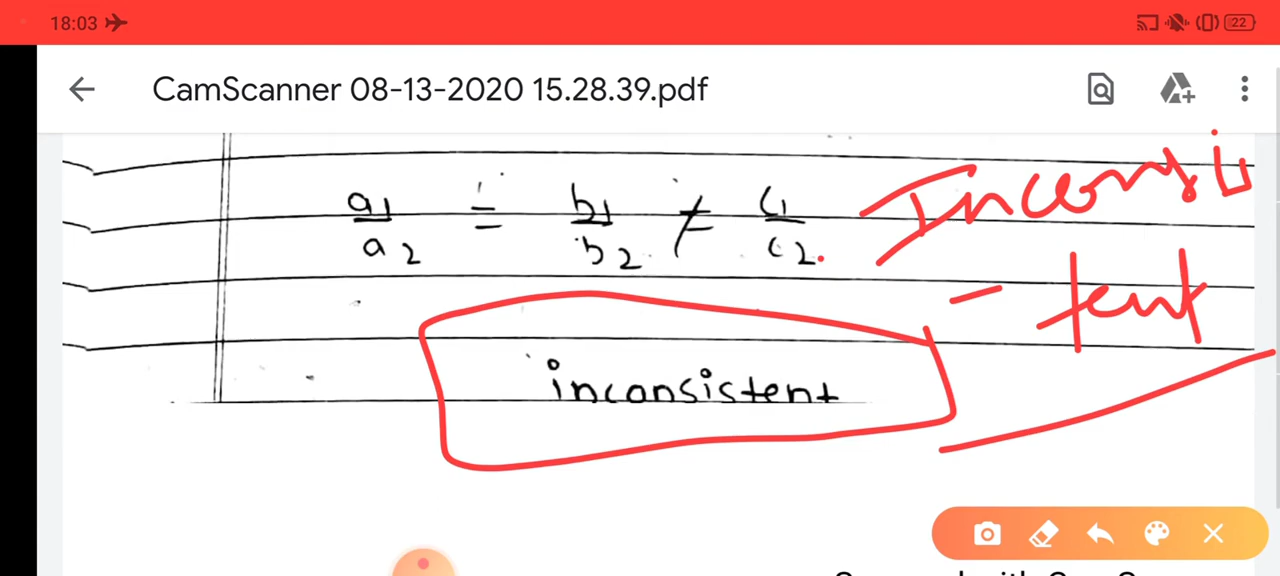 18:03
22
CamScanner 08-13-2020 15.28.39.pdf
a1/a2 = b1/b2 ≠ c1/c2.
Inconsis
- tent
inconsistent